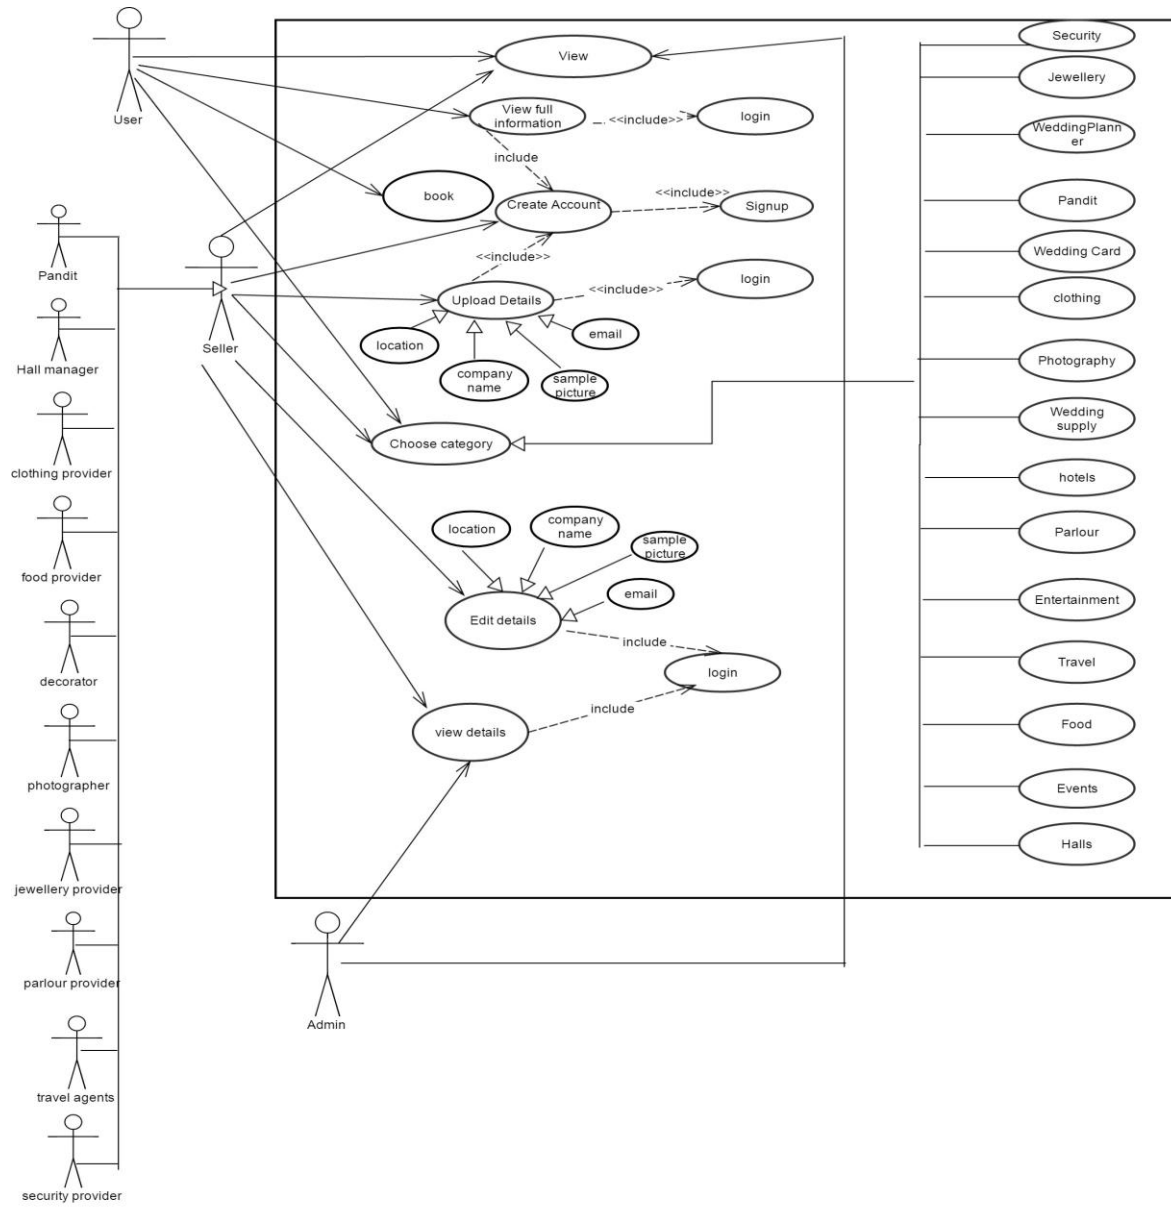 User
View
View full
information
<<include>>
login
include
book
Create Account
<<include>>
Signup
<<include>>
Upload Details
<<include>>
login
location
company
name
sample
picture
email
Choose category
location
company
name
sample
picture
email
Edit details
include
login
view details
include
Pandit
Hall manager
clothing provider
food provider
decorator
photographer
jewellery provider
parlour provider
travel agents
security provider
Seller
Admin
Security
Jewellery
WeddingPlann
er
Pandit
Wedding Card
clothing
Photography
Wedding
supply
hotels
Parlour
Entertainment
Travel
Food
Events
Halls